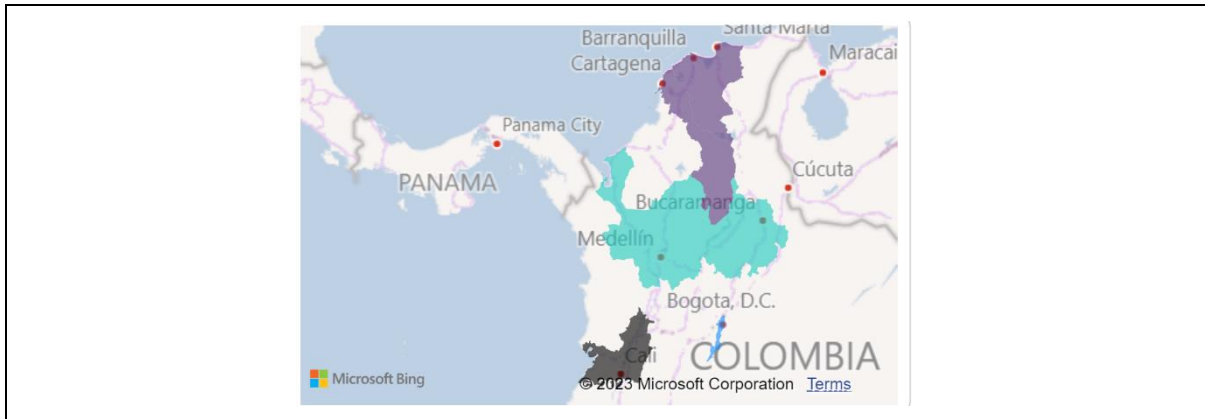 Santa Marta
Barranquilla
Cartagena
Maracai
Panama City
PANAMA
Cúcuta
Bucaramanga
Medellín
Bogota, D.C.
Cali
COLOMBIA
Microsoft Bing
© 2023 Microsoft Corporation Terms